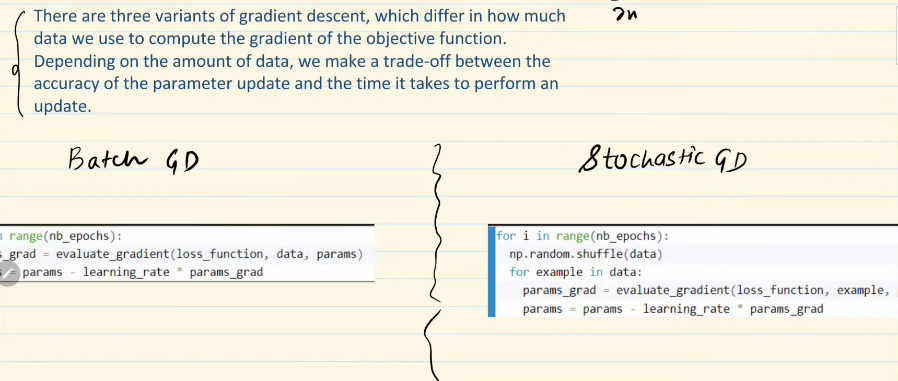 There are three variants of gradient descent, which differ in how much
data we use to compute the gradient of the objective function.
Depending on the amount of data, we make a trade-off between the
accuracy of the parameter update and the time it takes to perform an
update.
Batch GD
range(nb_epochs):
_grad = evaluate_gradient(loss_function, data, params)
= params - learning_rate * params_grad
Stochastic GD
for i in range(nb_epochs):
np.random.shuffle(data)
for example in data:
params_grad = evaluate_gradient(loss_function, example,
params = params - learning_rate * params_grad